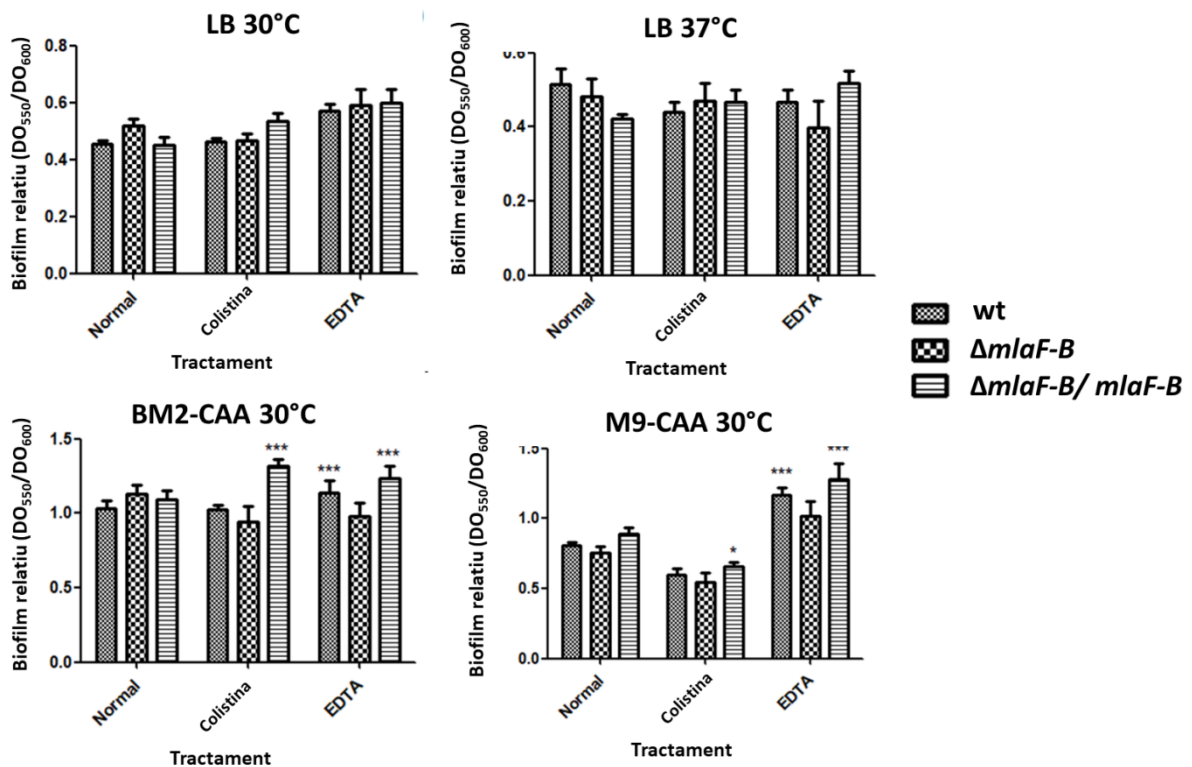 LB 30°C
Biofilm relatiu (DO550/DO600)
0.8
0.6
0.4
0.2
0.0
Normal
Colistina
EDTA
Tractament
LB 37°C
Biofilm relatiu (DO550/DO600)
0.6
0.4
0.2
0.0
Normal
Colistina
EDTA
Tractament
wt
ΔmlaF-B
ΔmlaF-B/ mlaF-B
BM2-CAA 30°C
Biofilm relatiu (DO550/DO600)
1.5
1.0
0.5
0.0
***
***
***
Normal
Colistina
EDTA
Tractament
M9-CAA 30°C
Biofilm relatiu (DO550/DO600)
1.5
1.0
0.5
0.0
*
***
***
Normal
Colistina
EDTA
Tractament